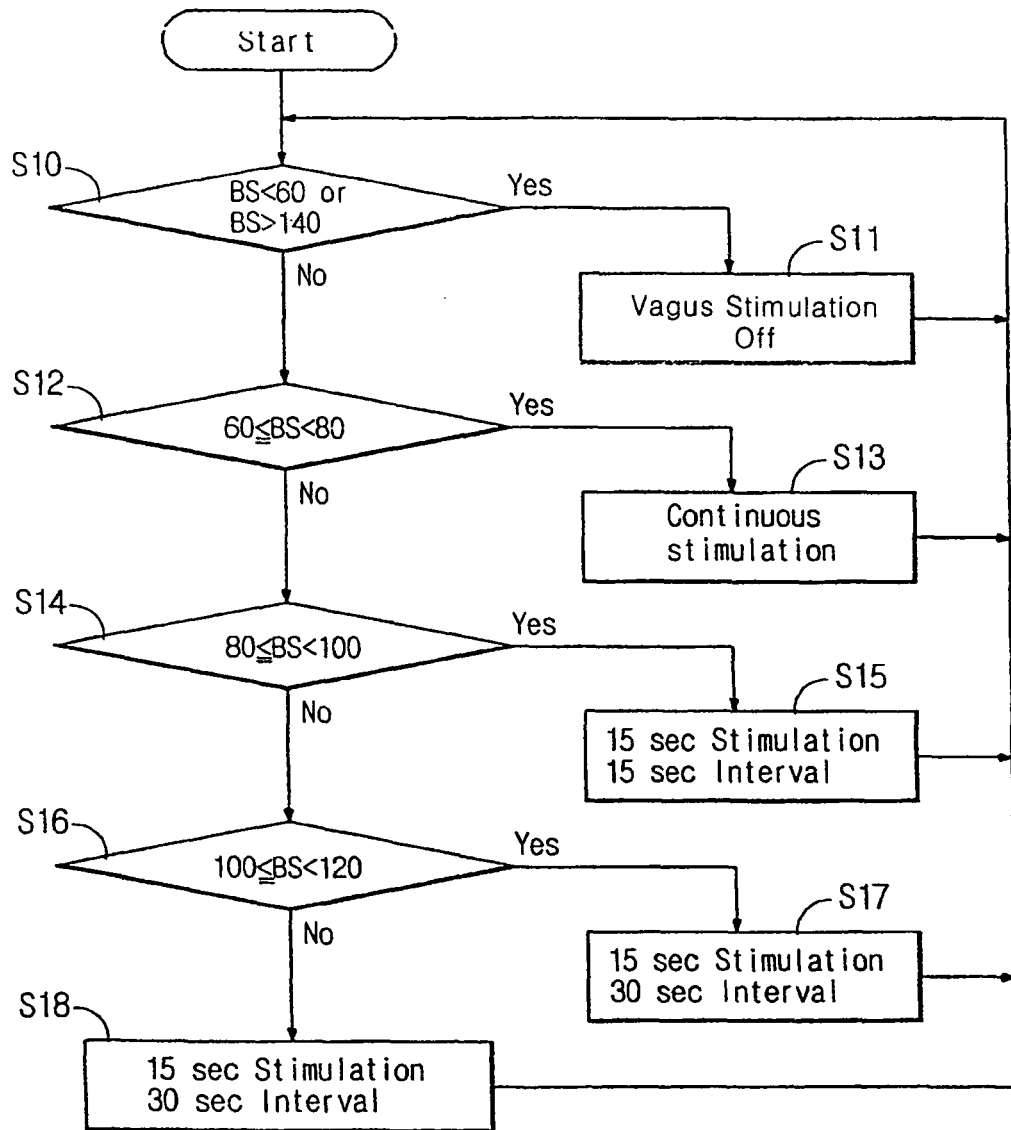 Start
S10
BS<60 or
BS>140
Yes
No
S11
Vagus Stimulation
Off
S12
60≦BS<80
Yes
No
S13
Continuous
stimulation
S14
80≦BS<100
Yes
No
S15
15 sec Stimulation
15 sec Interval
S16
100≦BS<120
Yes
No
S17
15 sec Stimulation
30 sec Interval
S18
15 sec Stimulation
30 sec Interval